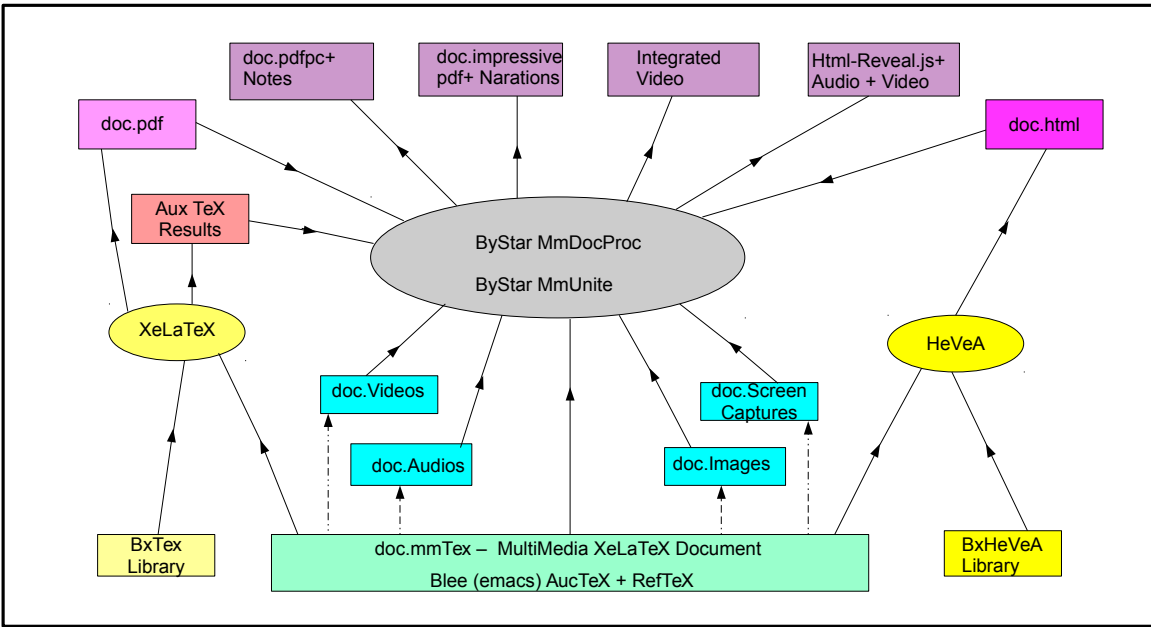 doc.pdfpc+
Notes
doc.impressive
pdf+ Narations
Integrated
Video
Html-Reveal.js+
Audio + Video
doc.pdf
doc.html
Aux TeX
Results
ByStar MmDocProc
ByStar MmUnite
XeLaTeX
HeVeA
doc.Videos
doc.Screen
Captures
doc.Audios
doc.Images
BxTex
Library
doc.mmTex – MultiMedia XeLaTeX Document
Blee (emacs) AucTeX + RefTeX
BxHeVeA
Library